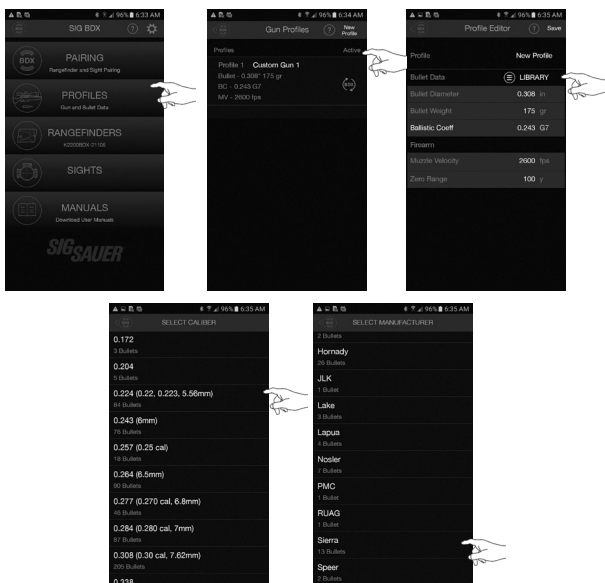 96% 6:33 AM
SIG BDX
?
BDX
PAIRING
Rangefinder and Sight Pairing
PROFILES
Gun and Bullet Data
RANGEFINDERS
K2200BDX-21105
SIGHTS
MANUALS
Download User Manuals
SIG SAUER
96% 6:34 AM
Gun Profiles
?
New
Profile
Profiles Active
Profile 1 Custom Gun 1
Bullet - 0.308" 175 gr
BC - 0.243 G7
MV - 2600 fps
BDX
96% 6:35 AM
Profile Editor
?
Save
Profile New Profile
Bullet Data LIBRARY
Bullet Diameter 0.308 in
Bullet Weight 175 gr
Ballistic Coeff 0.243 G7
Firearm
Muzzle Velocity 2600 fps
Zero Range 100 y
96% 6:35 AM
SELECT CALIBER
0.172
3 Bullets
0.204
5 Bullets
0.224 (0.22, 0.223, 5.56mm)
84 Bullets
0.243 (6mm)
76 Bullets
0.257 (0.25 cal)
18 Bullets
0.264 (6.5mm)
90 Bullets
0.277 (0.270 cal, 6.8mm)
46 Bullets
0.284 (0.280 cal, 7mm)
87 Bullets
0.308 (0.30 cal, 7.62mm)
205 Bullets
0.338
96% 6:35 AM
SELECT MANUFACTURER
2 Bullets
Hornady
26 Bullets
JLK
1 Bullet
Lake
3 Bullets
Lapua
4 Bullets
Nosler
7 Bullets
PMC
1 Bullet
RUAG
1 Bullet
Sierra
13 Bullets
Speer
2 Bullets